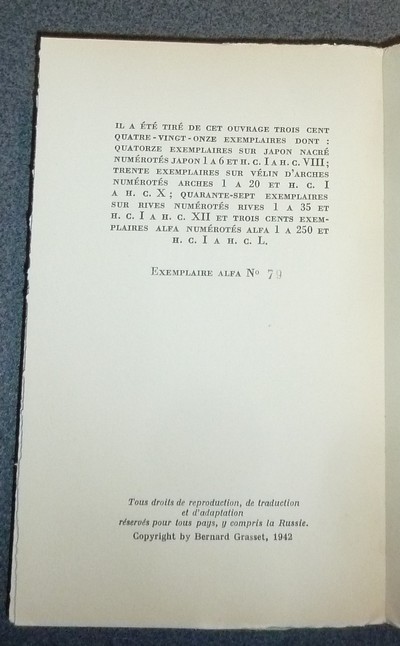 IL A ÉTÉ TIRÉ DE CET OUVRAGE TROIS CENT
QUATRE-VINGT-ONZE EXEMPLAIRES DONT :
QUATORZE EXEMPLAIRES SUR JAPON NACRÉ
NUMÉROTÉS JAPON 1 A 6 ET H. C. I A H. C. VIII ;
TRENTE EXEMPLAIRES SUR VÉLIN D'ARCHES
NUMÉROTÉS ARCHES 1 A 20 ET H. C. I
A H. C. X ; QUARANTE-SEPT EXEMPLAIRES
SUR RIVES NUMÉROTÉS RIVES 1 A 35 ET
H. C. I A H. C. XII ET TROIS CENTS EXEM-
PLAIRES ALFA NUMÉROTÉS ALFA 1 A 250 ET
H. C. I A H. C. L.
EXEMPLAIRE ALFA No 79
Tous droits de reproduction, de traduction
et d'adaptation
réservés pour tous pays, y compris la Russie.
Copyright by Bernard Grasset, 1942